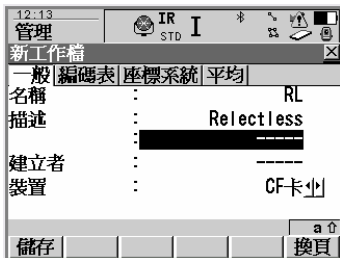 12:13
管理
IR
STD I
新工作檔
一般 編碼表 座標系統 平均
名稱 : RL
描述 : Relectless
: -----
建立者 : -----
裝置 : CF卡
a⇧
儲存 換頁